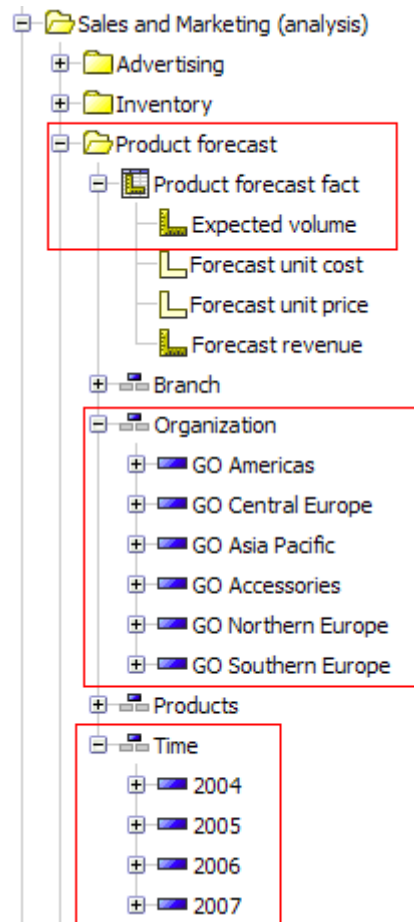 Sales and Marketing (analysis)
Advertising
Inventory
Product forecast
Product forecast fact
Expected volume
Forecast unit cost
Forecast unit price
Forecast revenue
Branch
Organization
GO Americas
GO Central Europe
GO Asia Pacific
GO Accessories
GO Northern Europe
GO Southern Europe
Products
Time
2004
2005
2006
2007